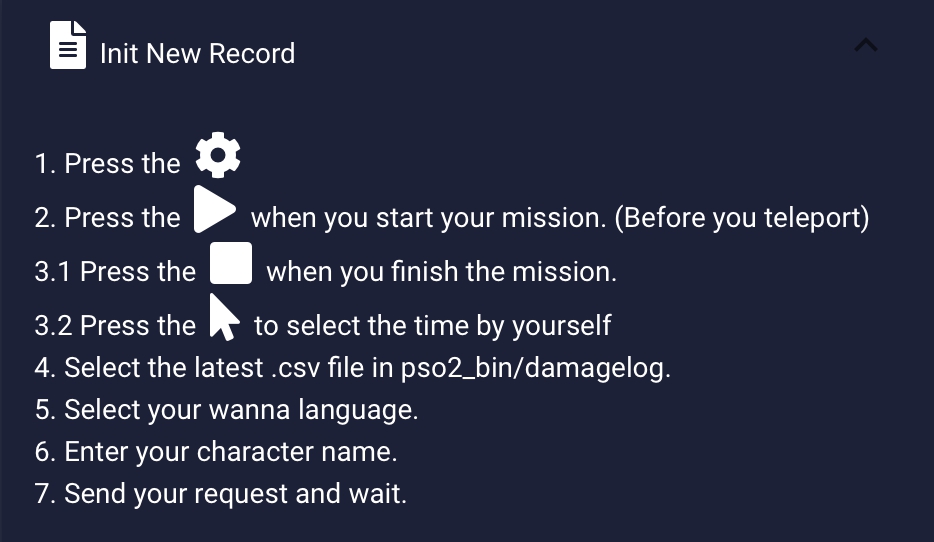 Init New Record
1. Press the
2. Press the when you start your mission. (Before you teleport)
3.1 Press the when you finish the mission.
3.2 Press the to select the time by yourself
4. Select the latest .csv file in pso2_bin/damagelog.
5. Select your wanna language.
6. Enter your character name.
7. Send your request and wait.